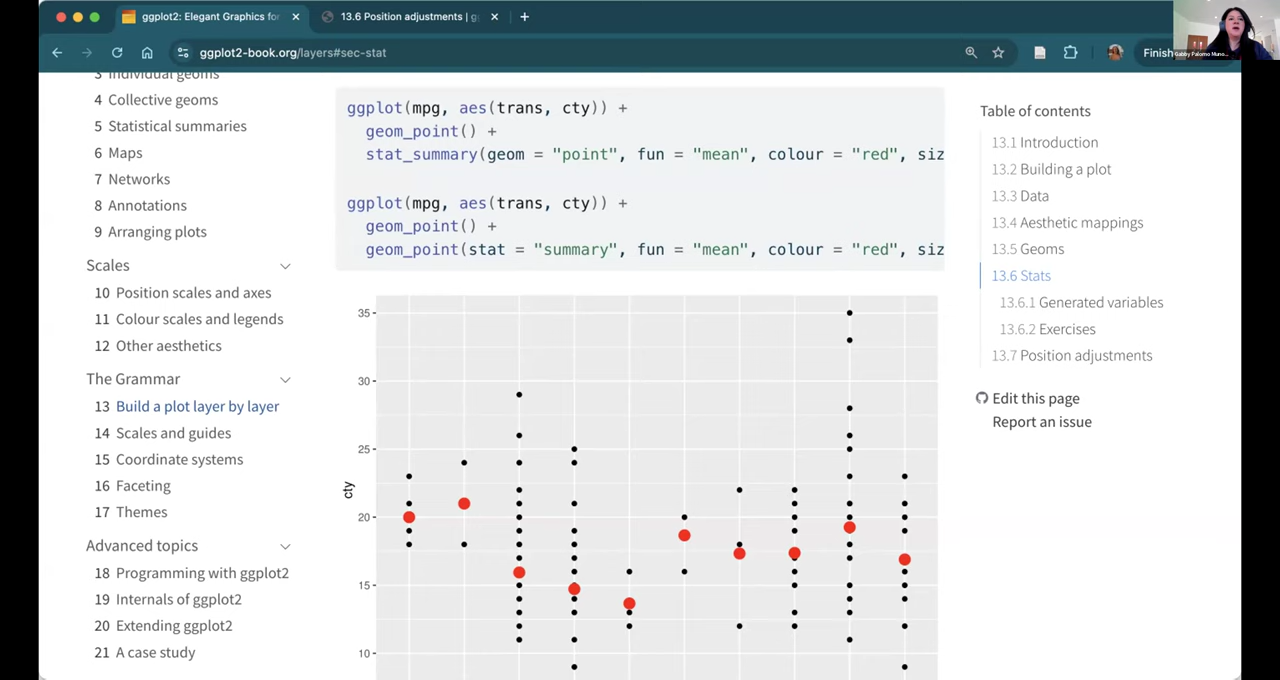 ggplot2: Elegant Graphics for
13.6 Position adjustments | g
ggplot2-book.org/layers#sec-stat
Finish
Gabby Palomo Muno...
3 Individual geoms
4 Collective geoms
5 Statistical summaries
6 Maps
7 Networks
8 Annotations
9 Arranging plots
Scales
10 Position scales and axes
11 Colour scales and legends
12 Other aesthetics
The Grammar
13 Build a plot layer by layer
14 Scales and guides
15 Coordinate systems
16 Faceting
17 Themes
Advanced topics
18 Programming with ggplot2
19 Internals of ggplot2
20 Extending ggplot2
21 A case study
ggplot(mpg, aes(trans, cty)) +
geom_point() +
stat_summary(geom = "point", fun = "mean", colour = "red", siz
ggplot(mpg, aes(trans, cty)) +
geom_point() +
geom_point(stat = "summary", fun = "mean", colour = "red", siz
35
30
25
20
15
10
cty
Table of contents
13.1 Introduction
13.2 Building a plot
13.3 Data
13.4 Aesthetic mappings
13.5 Geoms
13.6 Stats
13.6.1 Generated variables
13.6.2 Exercises
13.7 Position adjustments
Edit this page
Report an issue